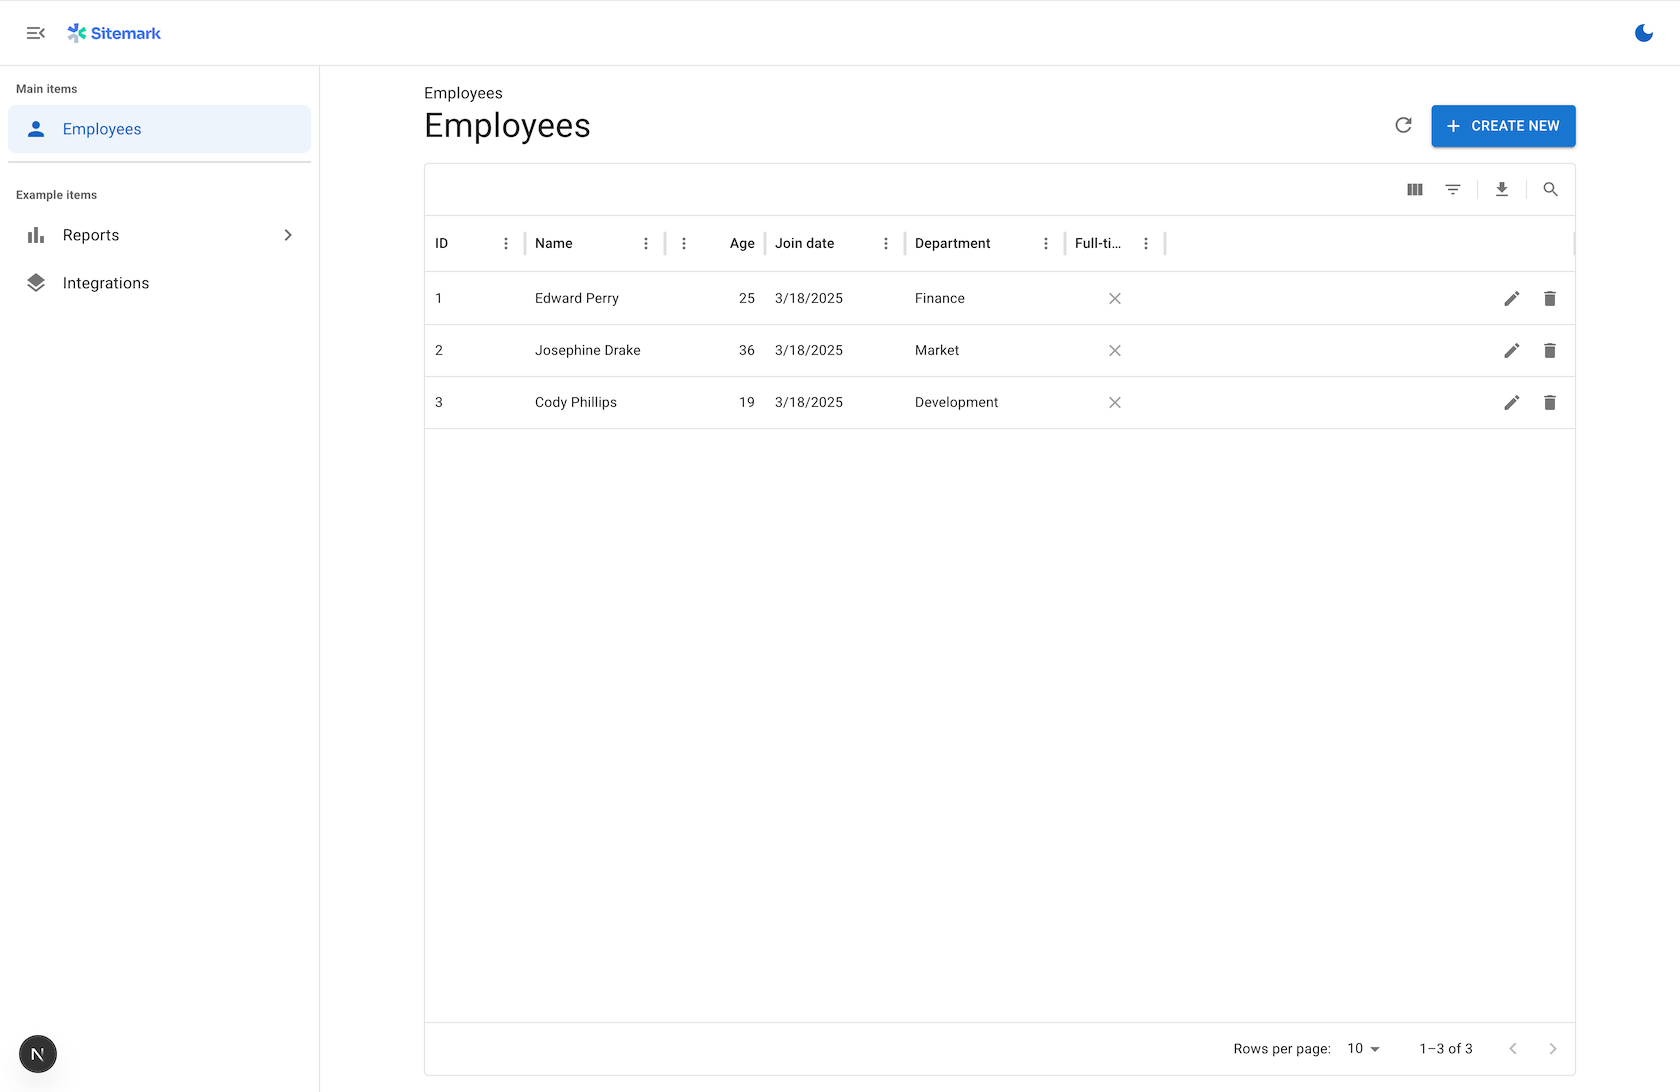 Sitemark
Main items
Employees
Example items
Reports
Integrations
Employees
Employees
CREATE NEW
ID Name Age Join date Department Full-ti...
1 Edward Perry 25 3/18/2025 Finance
2 Josephine Drake 36 3/18/2025 Market
3 Cody Phillips 19 3/18/2025 Development
Rows per page: 10 1–3 of 3
N